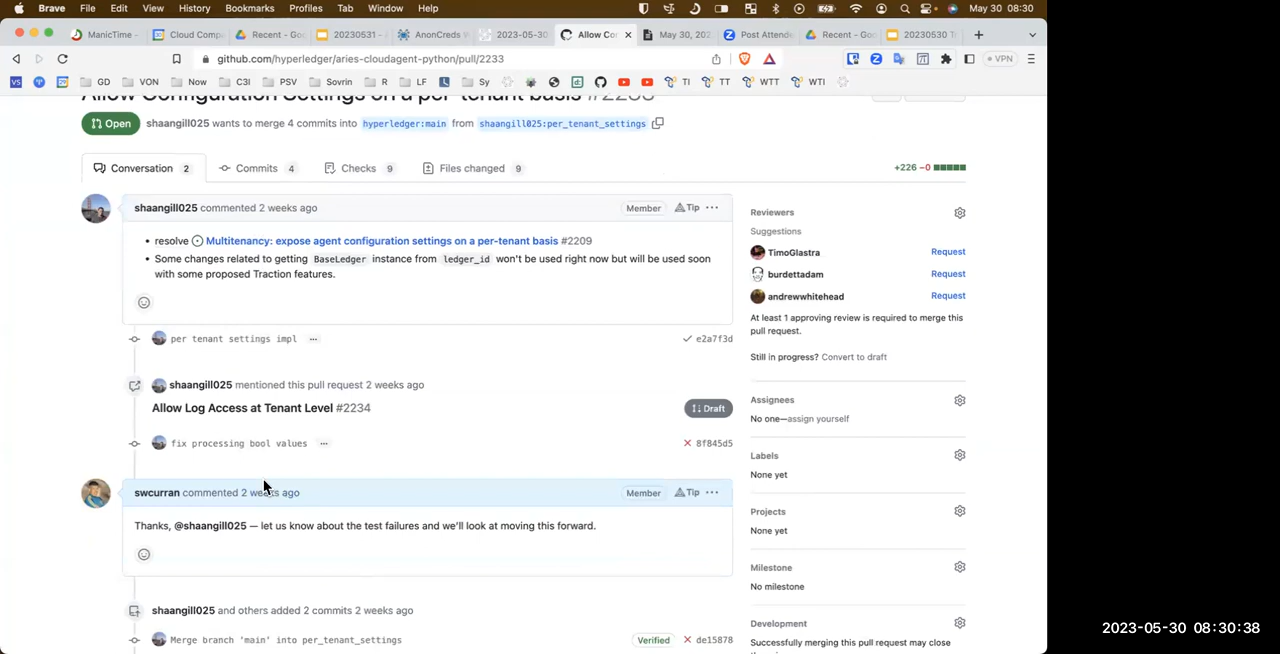 Brave File Edit View History Bookmarks Profiles Tab Window Help May 30 08:30
ManicTime - Cloud Comp Recent - Goo 20230531 - AnonCreds 2023-05-30 Allow Co × May 30, 202 Post Attende Recent - Goo 20230530 T +
github.com/hyperledger/aries-cloudagent-python/pull/2233 VPN
VS GD VON Now C3I PSV Sovrin R LF Sy TI TT WTT WTI
Allow Configuration Settings on a per-tenant basis #2233
Open shaangill025 wants to merge 4 commits into hyperledger:main from shaangill025:per_tenant_settings
Conversation 2 Commits 4 Checks 9 Files changed 9 +226 −0
shaangill025 commented 2 weeks ago Member Tip ...
• resolve Multitenancy: expose agent configuration settings on a per-tenant basis #2209
• Some changes related to getting BaseLedger instance from ledger_id won't be used right now but will be used soon
with some proposed Traction features.
per tenant settings impl ... e2a7f3d
shaangill025 mentioned this pull request 2 weeks ago
Allow Log Access at Tenant Level #2234 Draft
fix processing bool values ... 8f845d5
swcurran commented 2 weeks ago Member Tip ...
Thanks, @shaangill025 — let us know about the test failures and we'll look at moving this forward.
shaangill025 and others added 2 commits 2 weeks ago
Merge branch 'main' into per_tenant_settings Verified de15878
Reviewers
Suggestions
TimoGlastra Request
burdettadam Request
andrewwhitehead Request
At least 1 approving review is required to merge this
pull request.
Still in progress? Convert to draft
Assignees
No one—assign yourself
Labels
None yet
Projects
None yet
Milestone
No milestone
Development
Successfully merging this pull request may close
2023-05-30 08:30:38